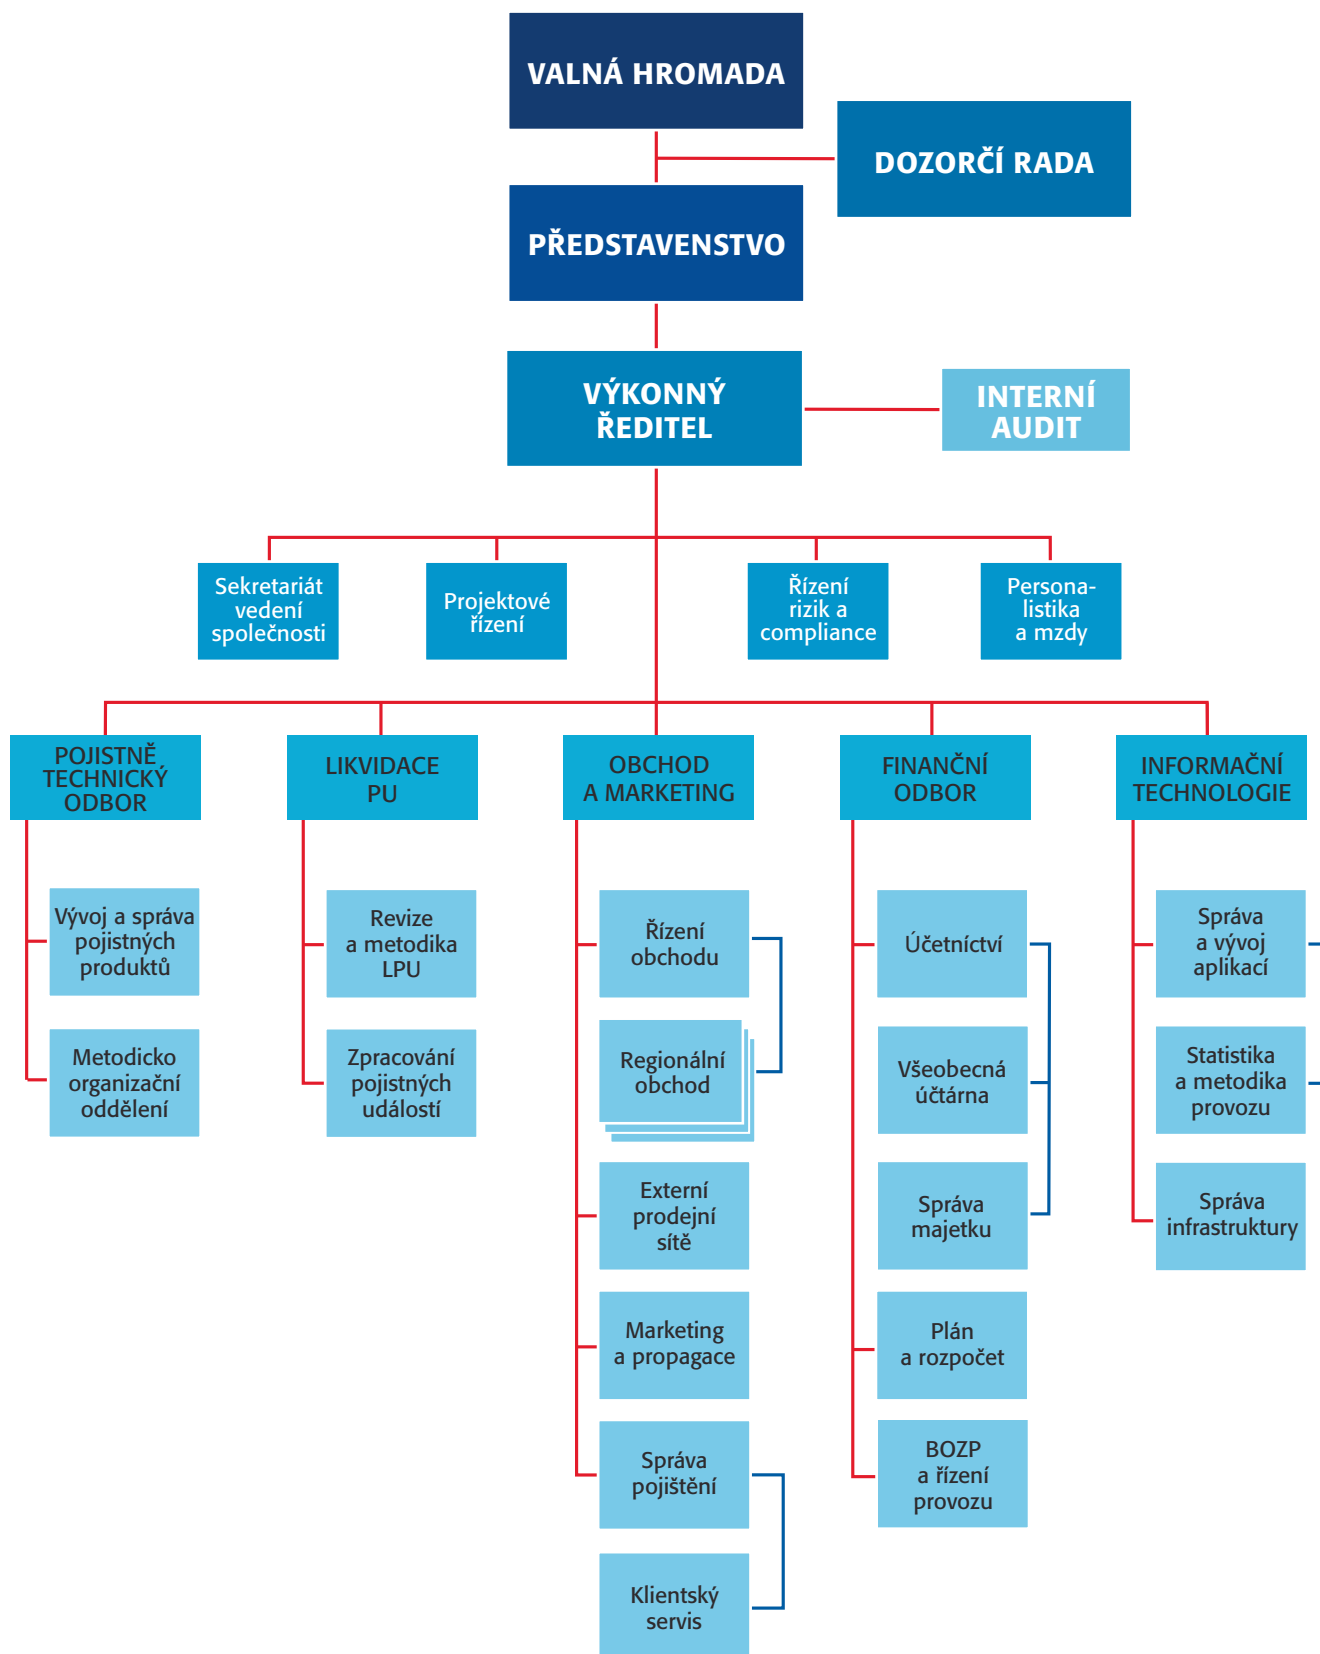 VALNÁ HROMADA
DOZORČÍ RADA
PŘEDSTAVENSTVO
VÝKONNÝ
ŘEDITEL
INTERNÍ
AUDIT
Sekretariát
vedení
společnosti
Projektové
řízení
Řízení
rizik a
compliance
Persona-
listika
a mzdy
POJISTNĚ
TECHNICKÝ
ODBOR
LIKVIDACE
PU
OBCHOD
A MARKETING
FINANČNÍ
ODBOR
INFORMAČNÍ
TECHNOLOGIE
Vývoj a správa
pojistných
produktů
Metodicko
organizační
oddělení
Revize
a metodika
LPU
Zpracování
pojistných
událostí
Řízení
obchodu
Regionální
obchod
Externí
prodejní
sítě
Marketing
a propagace
Správa
pojištění
Klientský
servis
Účetníctví
Všeobecná
účtárna
Správa
majetku
Plán
a rozpočet
BOZP
a řízení
provozu
Správa
a vývoj
aplikací
Statistika
a metodika
provozu
Správa
infrastruktury